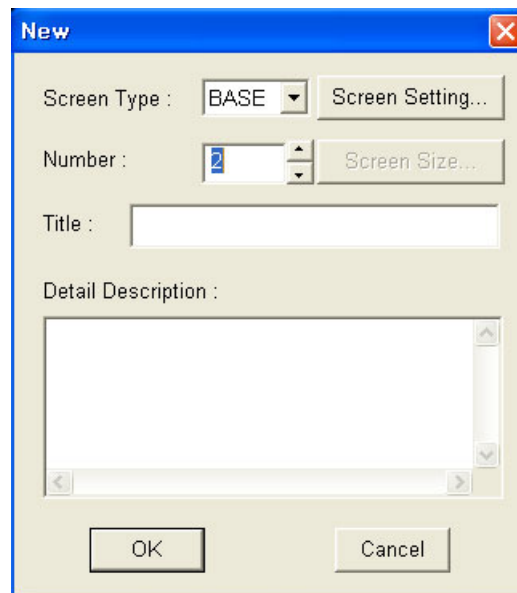 New
Screen Type : BASE Screen Setting...
Number : 2 Screen Size...
Title :
Detail Description :
OK Cancel